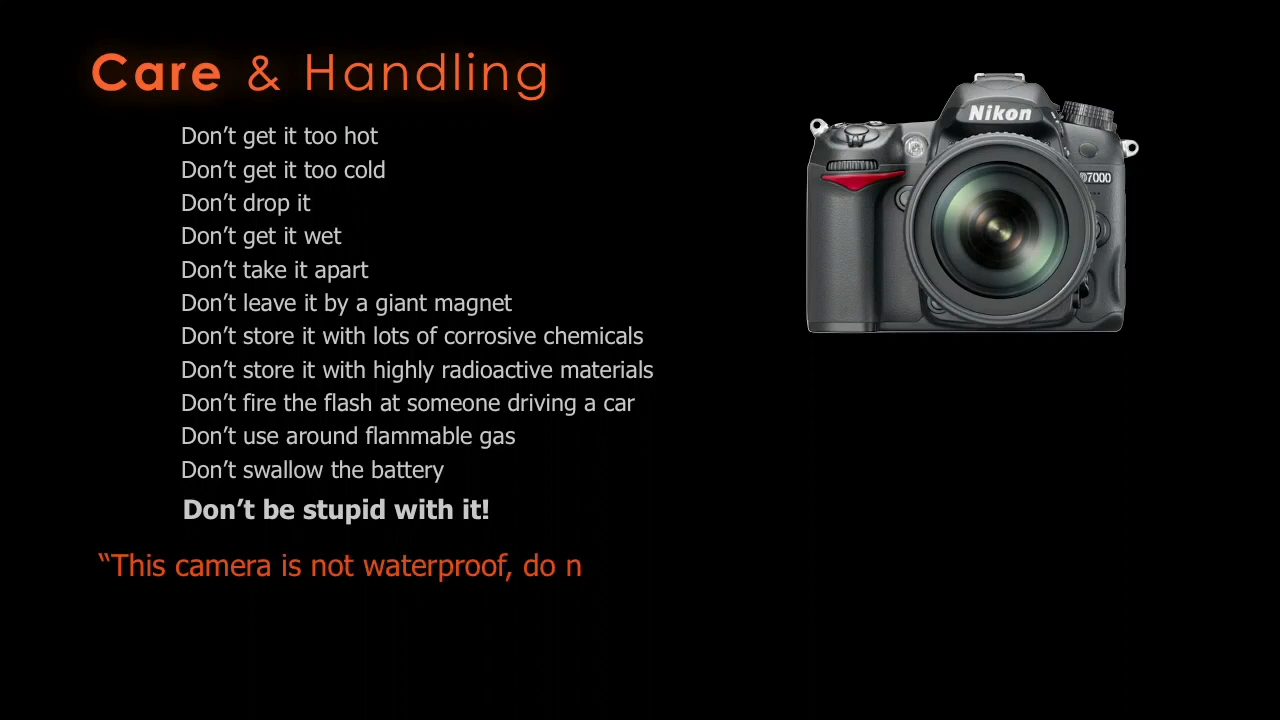 Care & Handling
Nikon
D7000
Don't get it too hot
Don't get it too cold
Don't drop it
Don't get it wet
Don't take it apart
Don't leave it by a giant magnet
Don't store it with lots of corrosive chemicals
Don't store it with highly radioactive materials
Don't fire the flash at someone driving a car
Don't use around flammable gas
Don't swallow the battery
Don't be stupid with it!
“This camera is not waterproof, do n